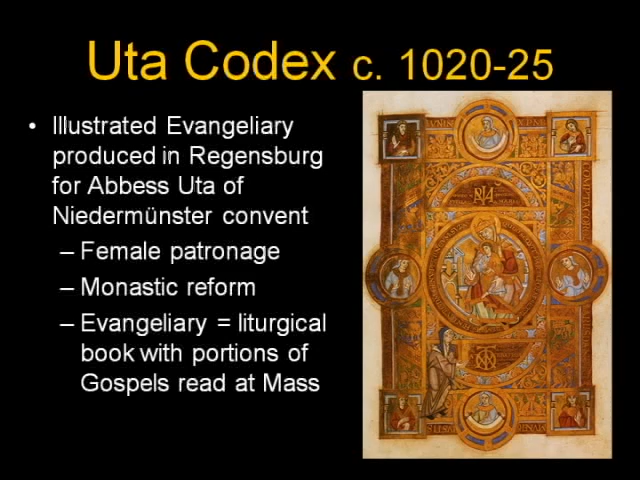 Uta Codex c. 1020-25
• Illustrated Evangeliary
produced in Regensburg
for Abbess Uta of
Niedermünster convent
– Female patronage
– Monastic reform
– Evangeliary = liturgical
book with portions of
Gospels read at Mass